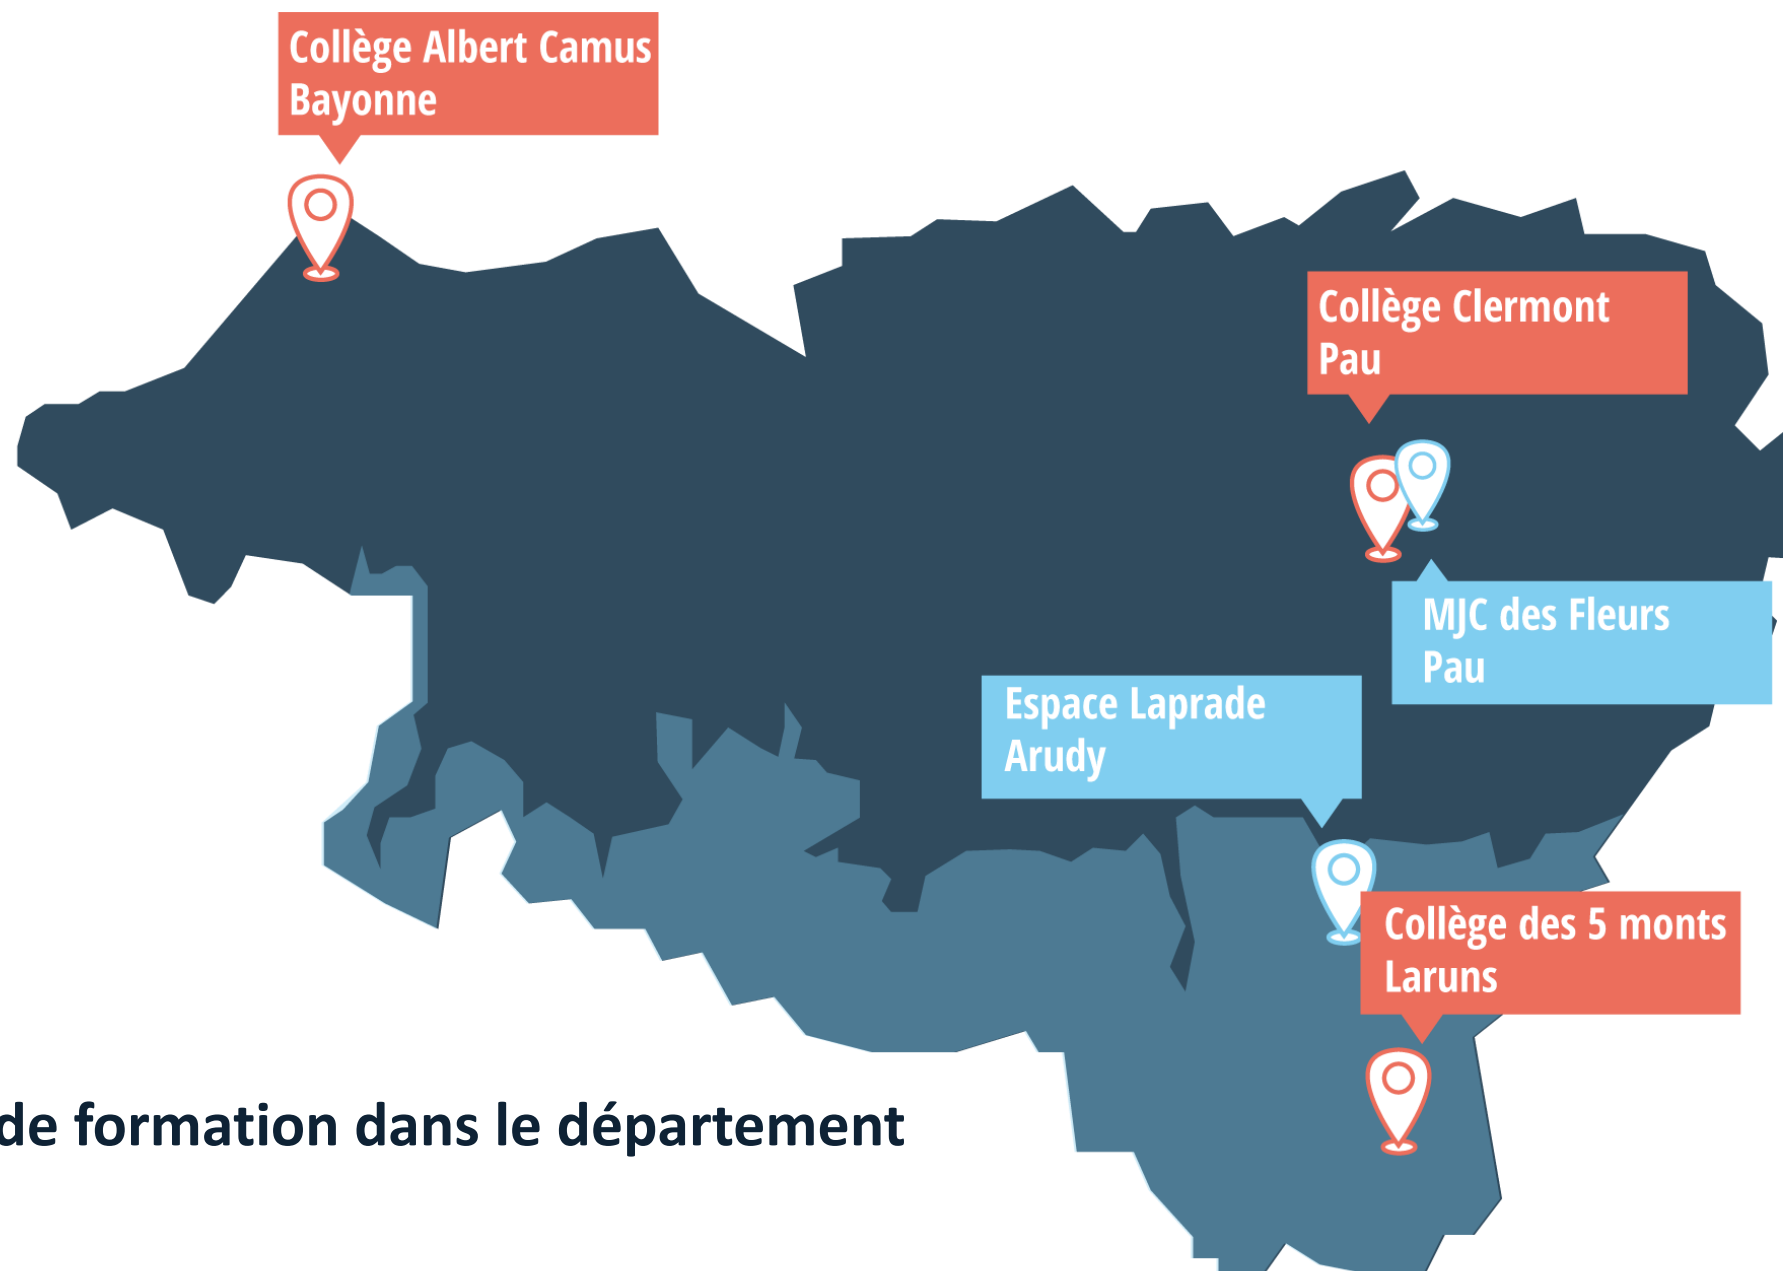 Collège Albert Camus
Bayonne
Collège Clermont
Pau
MJC des Fleurs
Pau
Espace Laprade
Arudy
Collège des 5 monts
Laruns
de formation dans le département